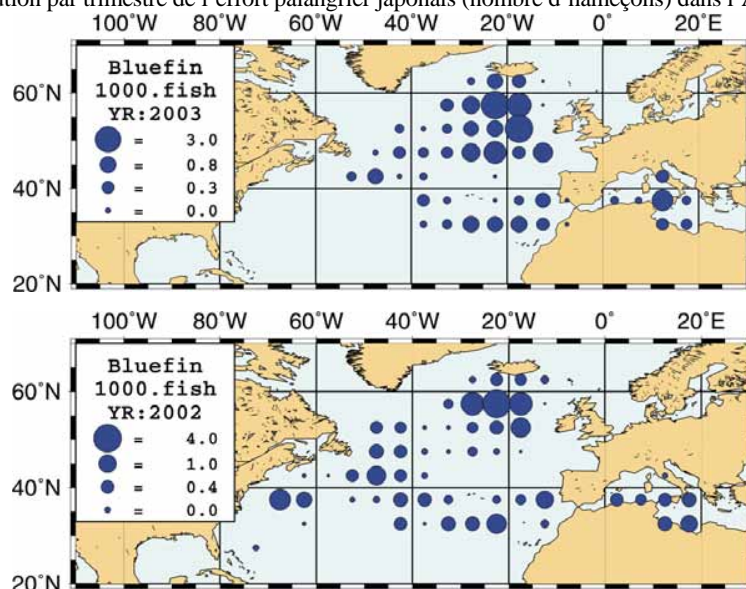 ution par trimestre de l'effort palangrier japonais (nombre d'hameçons) dans l'A
Bluefin
1000.fish
YR:2003
= 3.0
= 0.8
= 0.3
= 0.0
60°N
40°N
20°N
100°W 80°W 60°W 40°W 20°W 0° 20°E
100°W 80°W 60°W 40°W 20°W 0° 20°E
Bluefin
1000.fish
YR:2002
= 4.0
= 1.0
= 0.4
= 0.0
60°N
40°N
20°N